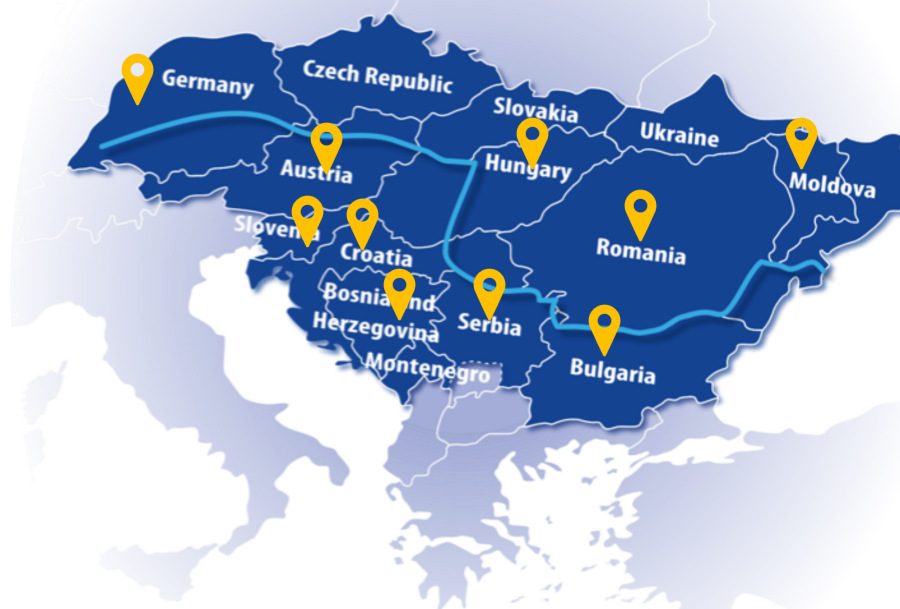 Germany
Czech Republic
Slovakia
Ukraine
Austria
Hungary
Moldova
Slovenia
Croatia
Romania
Bosnia and
Herzegovina
Serbia
Montenegro
Bulgaria